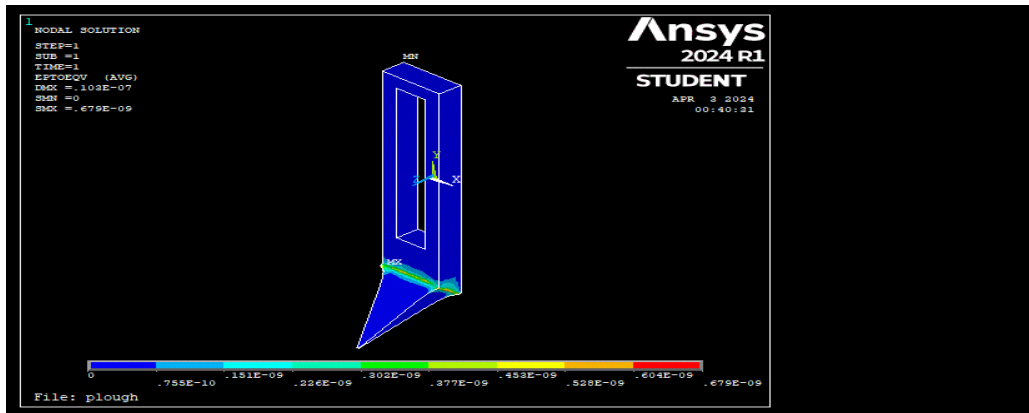 1
NODAL SOLUTION
STEP=1
SUB =1
TIME=1
EPTOEQV (AVG)
DMX =.103E-07
SMN =0
SMX =.679E-09
Ansys
2024 R1
STUDENT
APR 3 2024
00:40:31
MN
Y
Z X
MX
0 .151E-09 .302E-09 .453E-09 .604E-09
.755E-10 .226E-09 .377E-09 .528E-09 .679E-09
File: plough